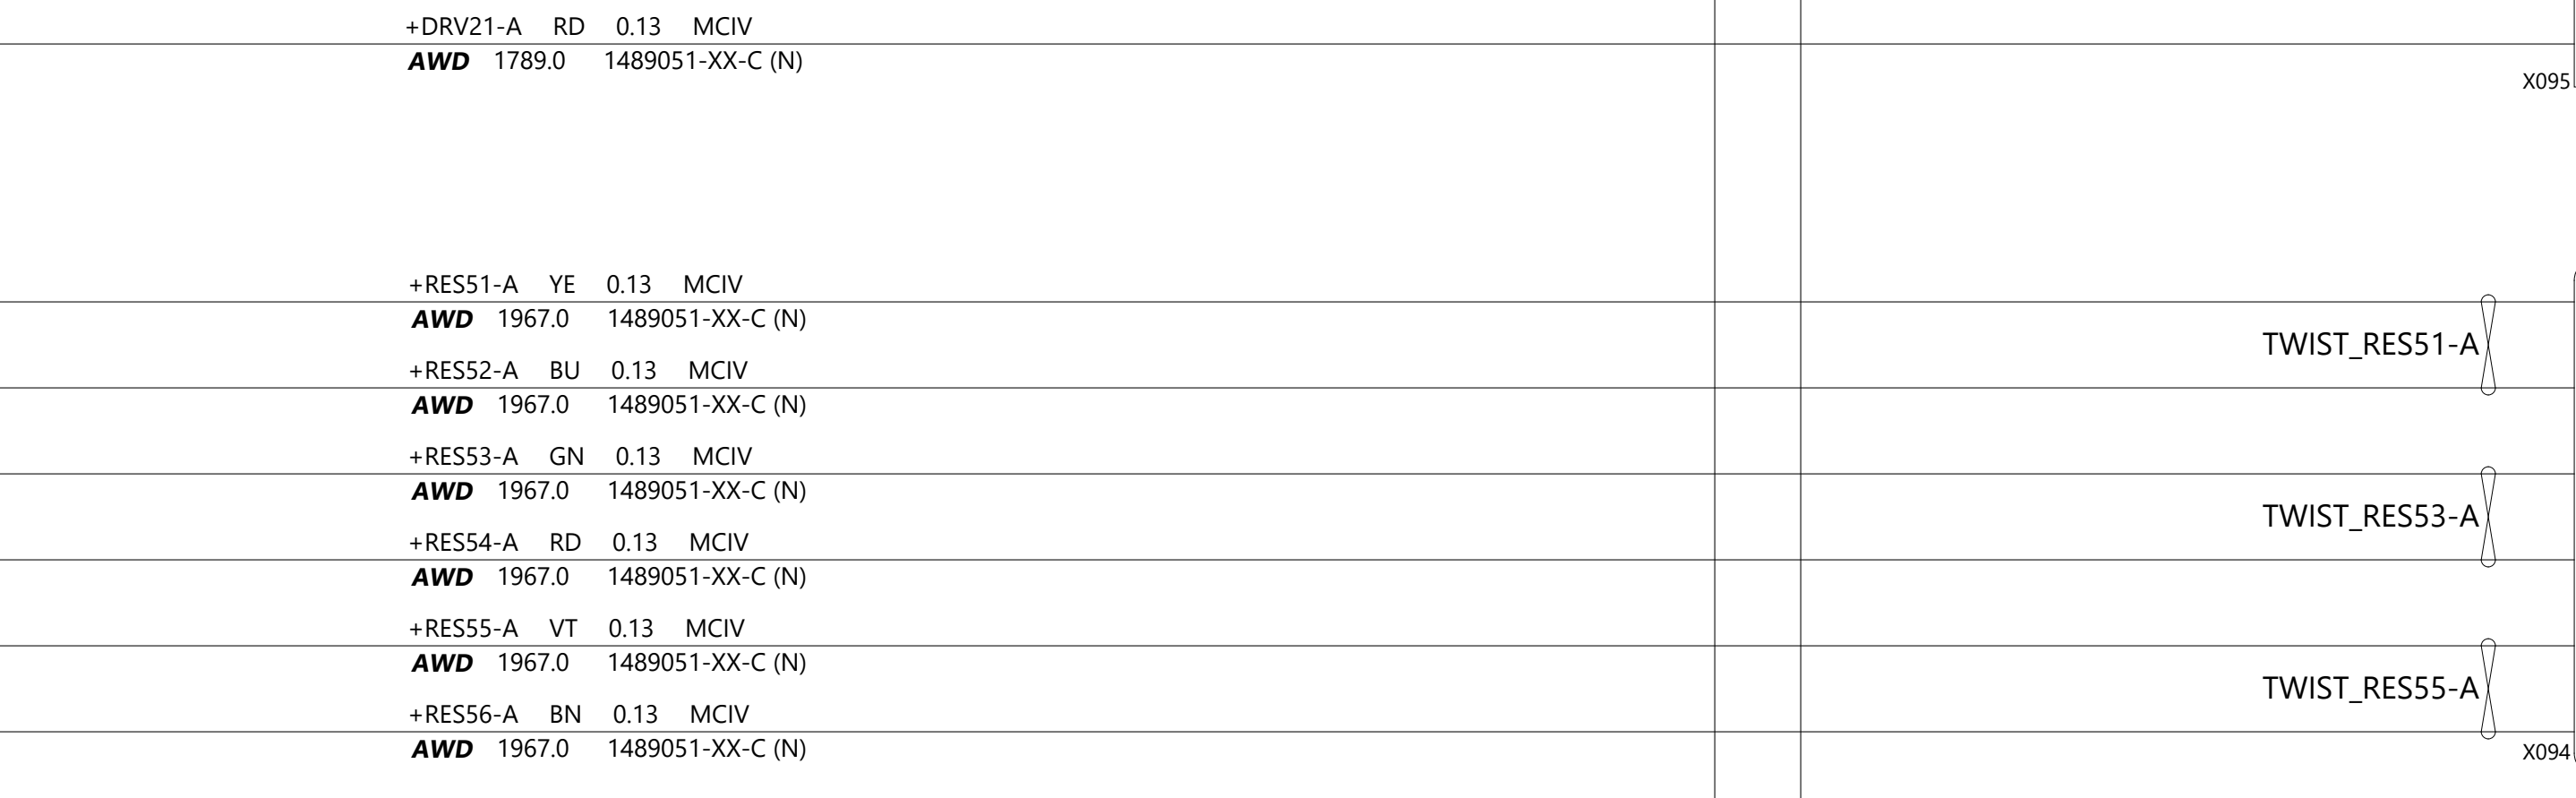 +DRV21-A RD 0.13 MCIV
AWD 1789.0 1489051-XX-C (N)
X095
+RES51-A YE 0.13 MCIV
AWD 1967.0 1489051-XX-C (N)
TWIST_RES51-A
+RES52-A BU 0.13 MCIV
AWD 1967.0 1489051-XX-C (N)
+RES53-A GN 0.13 MCIV
AWD 1967.0 1489051-XX-C (N)
TWIST_RES53-A
+RES54-A RD 0.13 MCIV
AWD 1967.0 1489051-XX-C (N)
+RES55-A VT 0.13 MCIV
AWD 1967.0 1489051-XX-C (N)
TWIST_RES55-A
+RES56-A BN 0.13 MCIV
AWD 1967.0 1489051-XX-C (N)
X094